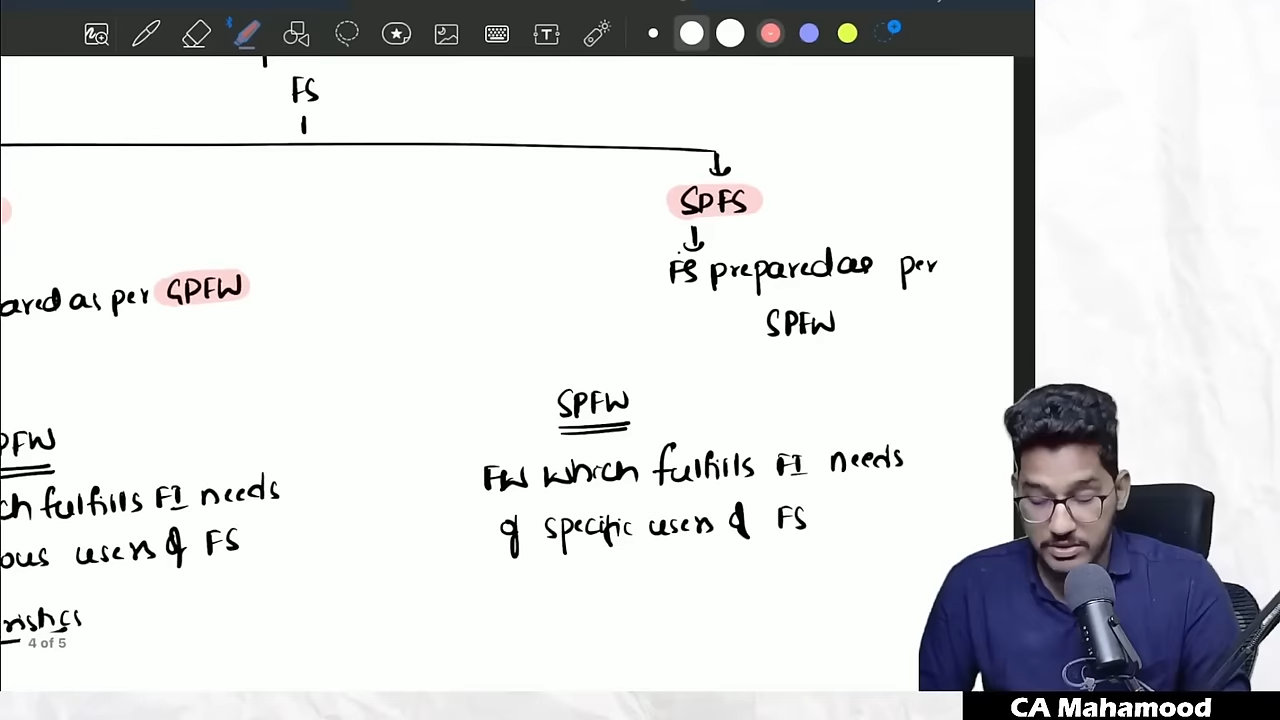 T
FS
SPFS
FS prepared as per
SPFW
ared as per GPFW
SPFW
FW which fulfills FI needs
of specific users of FS
PFW
ch fulfills FI needs
ous users of FS
ristics
4 of 5
CA Mahamood